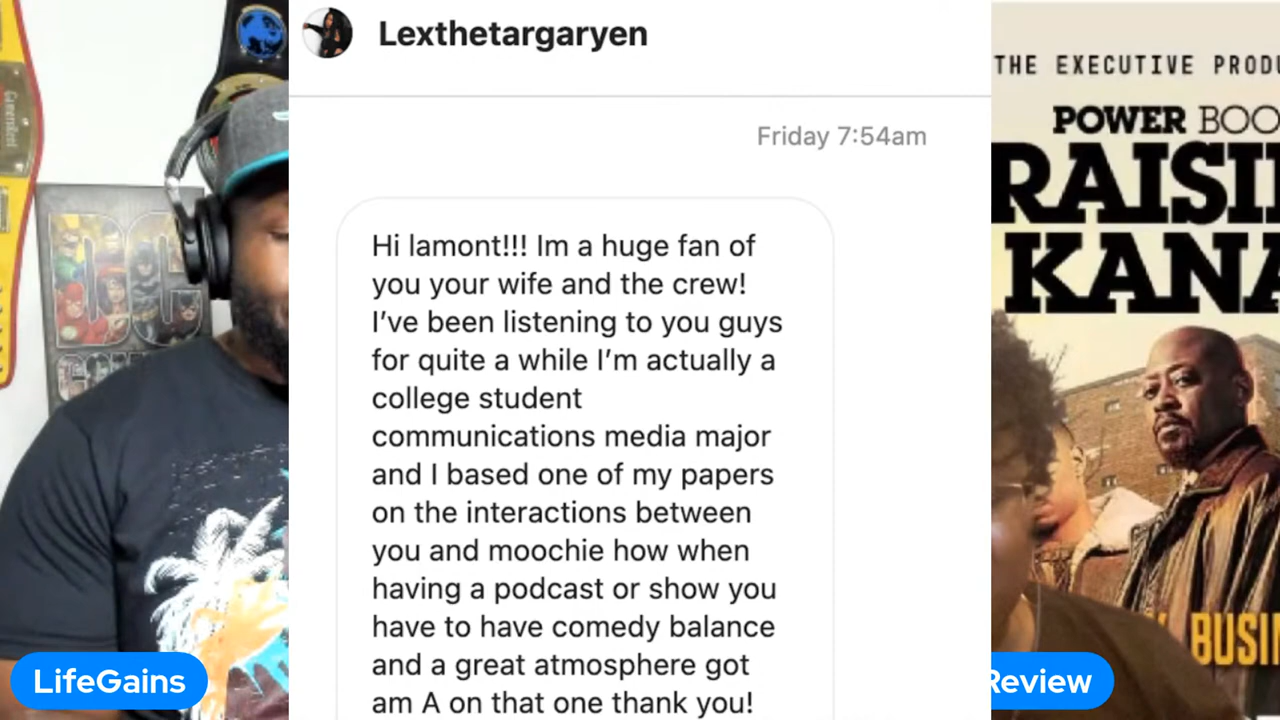 Lexthetargaryen
Friday 7:54am
Hi lamont!!! Im a huge fan of
you your wife and the crew!
I’ve been listening to you guys
for quite a while I’m actually a
college student
communications media major
and I based one of my papers
on the interactions between
you and moochie how when
having a podcast or show you
have to have comedy balance
and a great atmosphere got
am A on that one thank you!
THE EXECUTIVE PRODU
POWER BOO
RAISI
KANA
BUSI
DC
LifeGains
Review